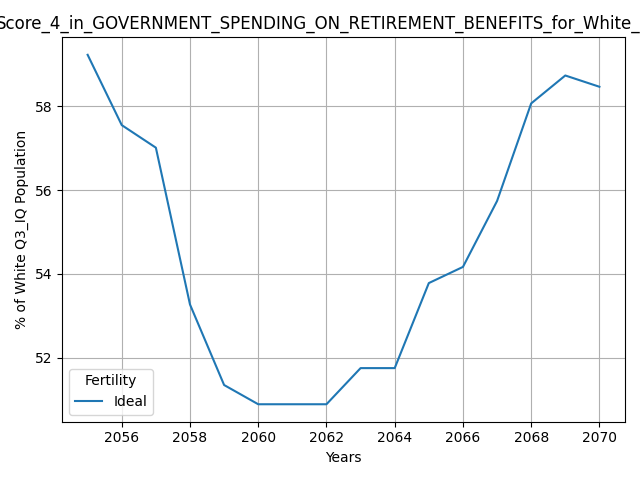 Score_4_in_GOVERNMENT_SPENDING_ON_RETIREMENT_BENEFITS_for_White_
58
56
54
52
% of White Q3_IQ Population
Fertility
Ideal
2056 2058 2060 2062 2064 2066 2068 2070
Years